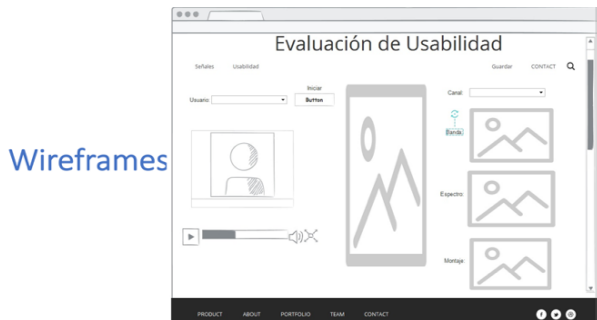 Evaluación de Usabilidad
Señales Usabilidad Guardar CONTACT
Iniciar
Usuario Button
Canal:
Banda:
Wireframes
Espectro:
Montaje:
PRODUCT ABOUT PORTFOLIO TEAM CONTACT